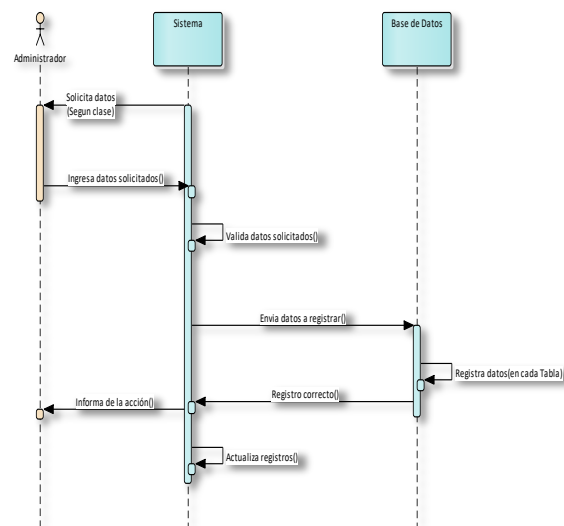 Sistema
Base de Datos
Administrador
Solicita datos
(Segun clase)
Ingresa datos solicitados()
Valida datos solicitados()
Envia datos a registrar()
Registra datos(en cada Tabla)
Registro correcto()
Informa de la acción()
Actualiza registros()